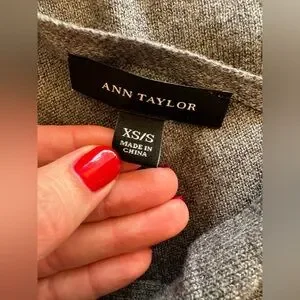 ANN TAYLOR
XS/S
MADE IN
CHINA